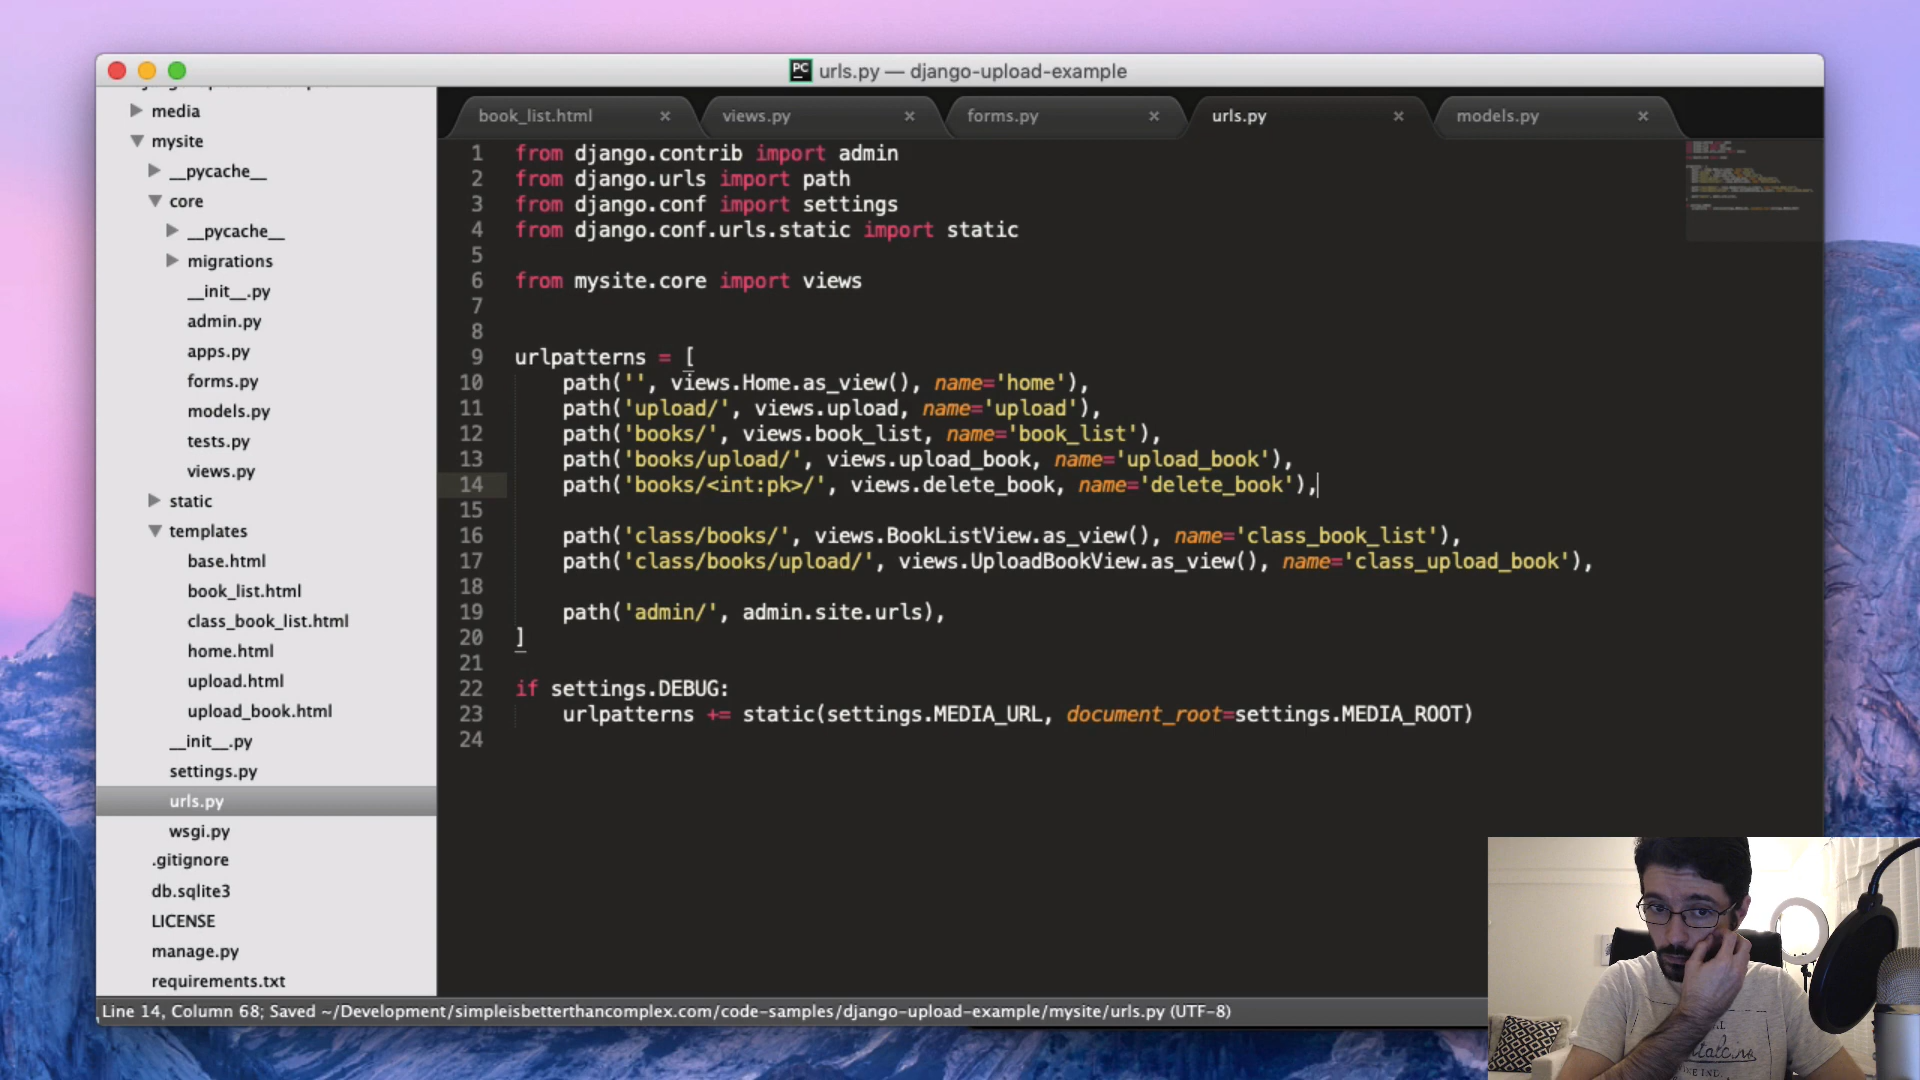 PC urls.py — django-upload-example
media
mysite
__pycache__
core
__pycache__
migrations
__init__.py
admin.py
apps.py
forms.py
models.py
tests.py
views.py
static
templates
base.html
book_list.html
class_book_list.html
home.html
upload.html
upload_book.html
__init__.py
settings.py
urls.py
wsgi.py
.gitignore
db.sqlite3
LICENSE
manage.py
requirements.txt
book_list.html × views.py × forms.py × urls.py × models.py ×
1 from django.contrib import admin
2 from django.urls import path
3 from django.conf import settings
4 from django.conf.urls.static import static
5
6 from mysite.core import views
7
8
9 urlpatterns = [
10 path('', views.Home.as_view(), name='home'),
11 path('upload/', views.upload, name='upload'),
12 path('books/', views.book_list, name='book_list'),
13 path('books/upload/', views.upload_book, name='upload_book'),
14 path('books/<int:pk>/', views.delete_book, name='delete_book'),
15
16 path('class/books/', views.BookListView.as_view(), name='class_book_list'),
17 path('class/books/upload/', views.UploadBookView.as_view(), name='class_upload_book'),
18
19 path('admin/', admin.site.urls),
20 ]
21
22 if settings.DEBUG:
23 urlpatterns += static(settings.MEDIA_URL, document_root=settings.MEDIA_ROOT)
24
Line 14, Column 68; Saved ~/Development/simpleisbetterthancomplex.com/code-samples/django-upload-example/mysite/urls.py (UTF-8)